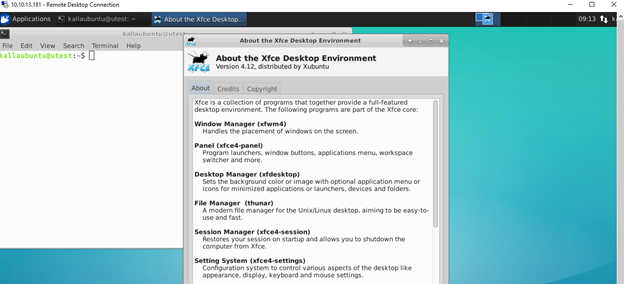 10.10.13.181 - Remote Desktop Connection
Applications
kallaubuntu@utest: ~
About the Xfce Desktop...
09:13
kallaubuntu@utest: ~
File Edit View Search Terminal Help
kallaubuntu@utest:~$
About the Xfce Desktop Environment
XFCE
About the Xfce Desktop Environment
Version 4.12, distributed by Xubuntu
About Credits Copyright
Xfce is a collection of programs that together provide a full-featured
desktop environment. The following programs are part of the Xfce core:
Window Manager (xfwm4)
Handles the placement of windows on the screen.
Panel (xfce4-panel)
Program launchers, window buttons, applications menu, workspace
switcher and more.
Desktop Manager (xfdesktop)
Sets the background color or image with optional application menu or
icons for minimized applications or launchers, devices and folders.
File Manager (thunar)
A modern file manager for the Unix/Linux desktop, aiming to be easy-to-
use and fast.
Session Manager (xfce4-session)
Restores your session on startup and allows you to shutdown the
computer from Xfce.
Setting System (xfce4-settings)
Configuration system to control various aspects of the desktop like
appearance, display, keyboard and mouse settings.